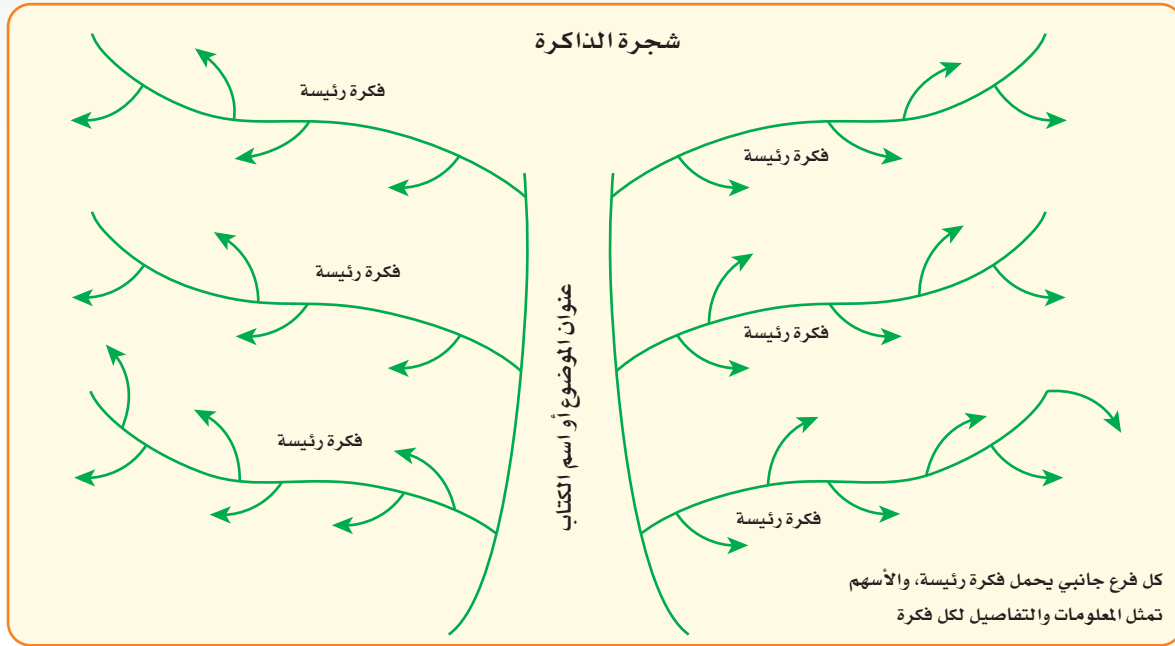 شجرة الذاكرة
فكرة رئيسة
فكرة رئيسة
فكرة رئيسة
فكرة رئيسة
فكرة رئيسة
فكرة رئيسة
عنوان الموضوع أو اسم الكتاب
كل فرع جانبي يحمل فكرة رئيسة، والأسهم
تمثل المعلومات والتفاصيل لكل فكرة